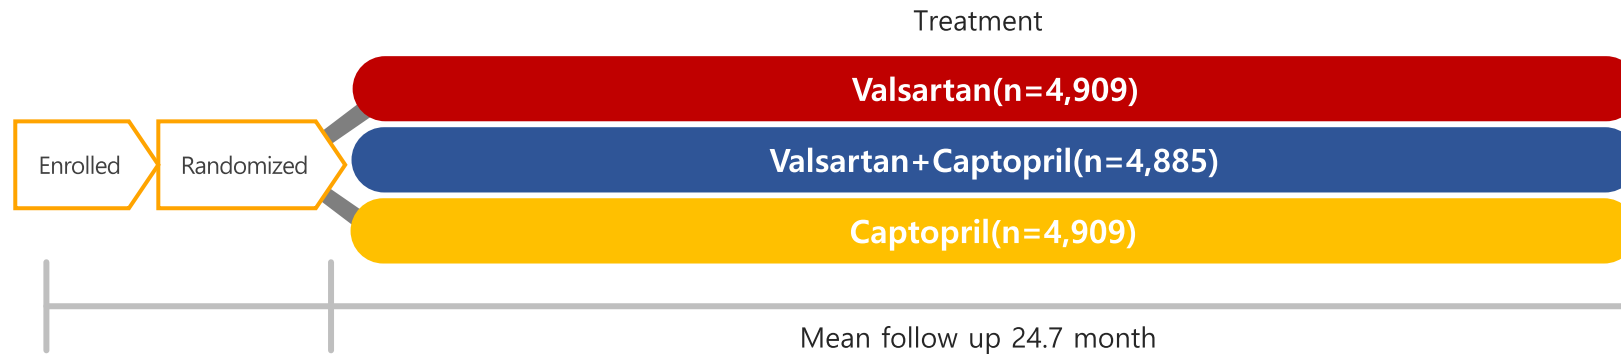 Treatment
Valsartan(n=4,909)
Enrolled
Randomized
Valsartan+Captopril(n=4,885)
Captopril(n=4,909)
Mean follow up 24.7 month